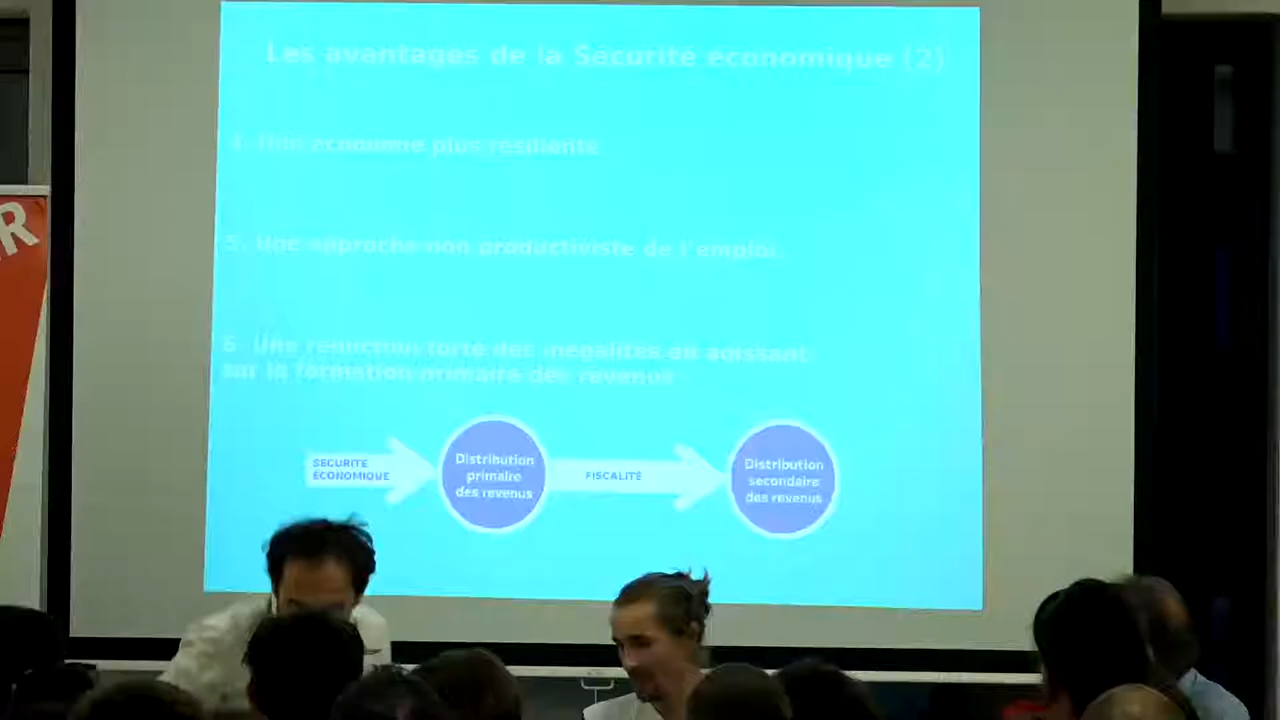 Les avantages de la Sécurité économique (2)
4. Une économie plus résiliente
5. Une approche non productiviste de l'emploi.
6. Une réduction forte des inégalités en agissant
sur la formation primaire des revenus
SÉCURITÉ
ÉCONOMIQUE
Distribution
primaire
des revenus
FISCALITÉ
Distribution
secondaire
des revenus
R